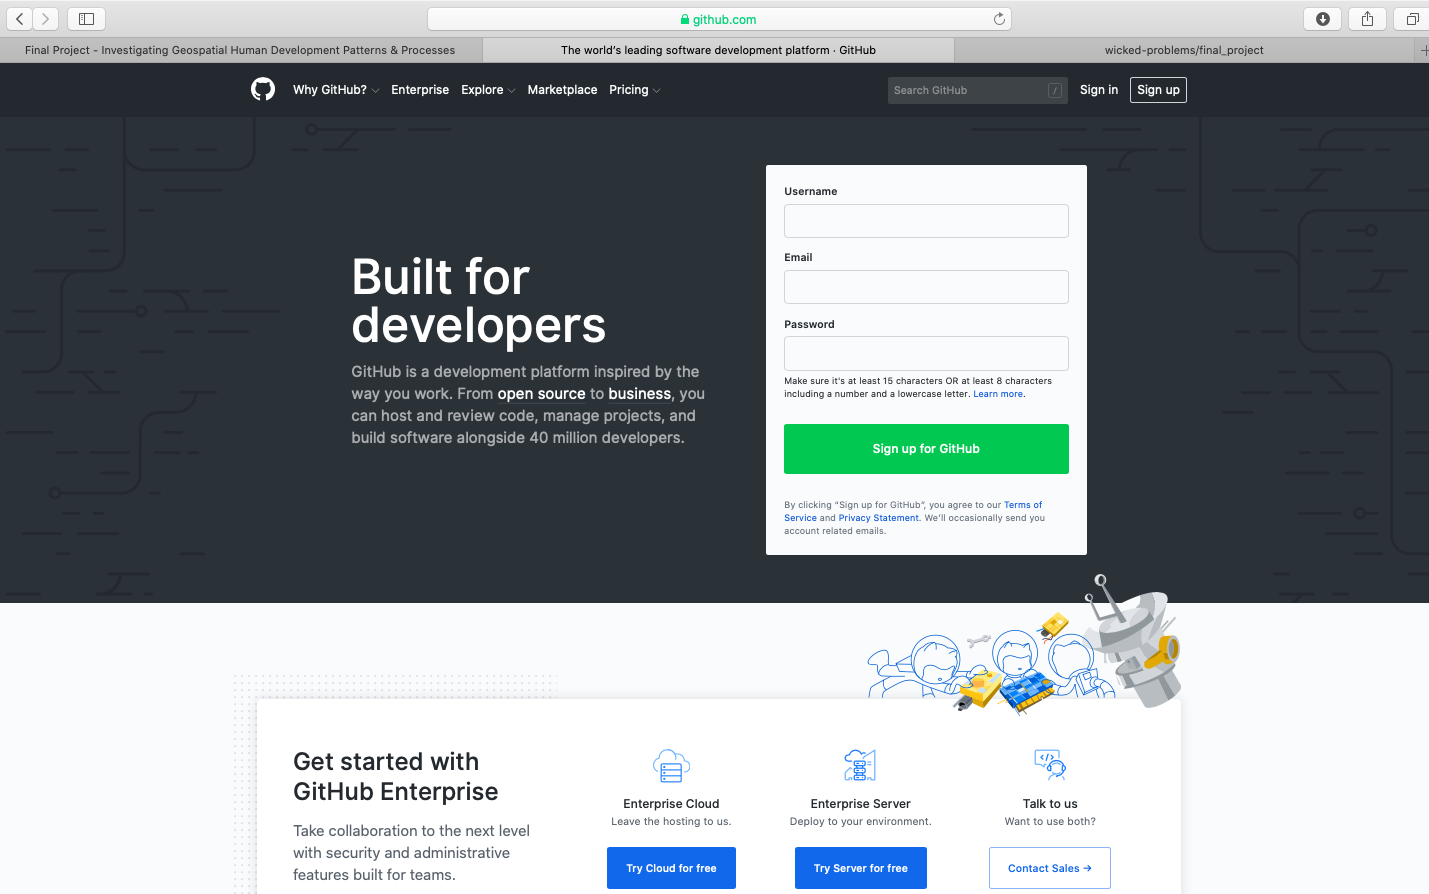 github.com
Final Project - Investigating Geospatial Human Development Patterns & Processes
The world's leading software development platform · GitHub
wicked-problems/final_project
Why GitHub?
Enterprise
Explore
Marketplace
Pricing
Search GitHub
/
Sign in
Sign up
Built for
developers
GitHub is a development platform inspired by the
way you work. From open source to business, you
can host and review code, manage projects, and
build software alongside 40 million developers.
Username
Email
Password
Make sure it's at least 15 characters OR at least 8 characters
including a number and a lowercase letter. Learn more.
Sign up for GitHub
By clicking “Sign up for GitHub”, you agree to our Terms of
Service and Privacy Statement. We’ll occasionally send you
account related emails.
Get started with
GitHub Enterprise
Take collaboration to the next level
with security and administrative
features built for teams.
Enterprise Cloud
Leave the hosting to us.
Try Cloud for free
Enterprise Server
Deploy to your environment.
Try Server for free
Talk to us
Want to use both?
Contact Sales →